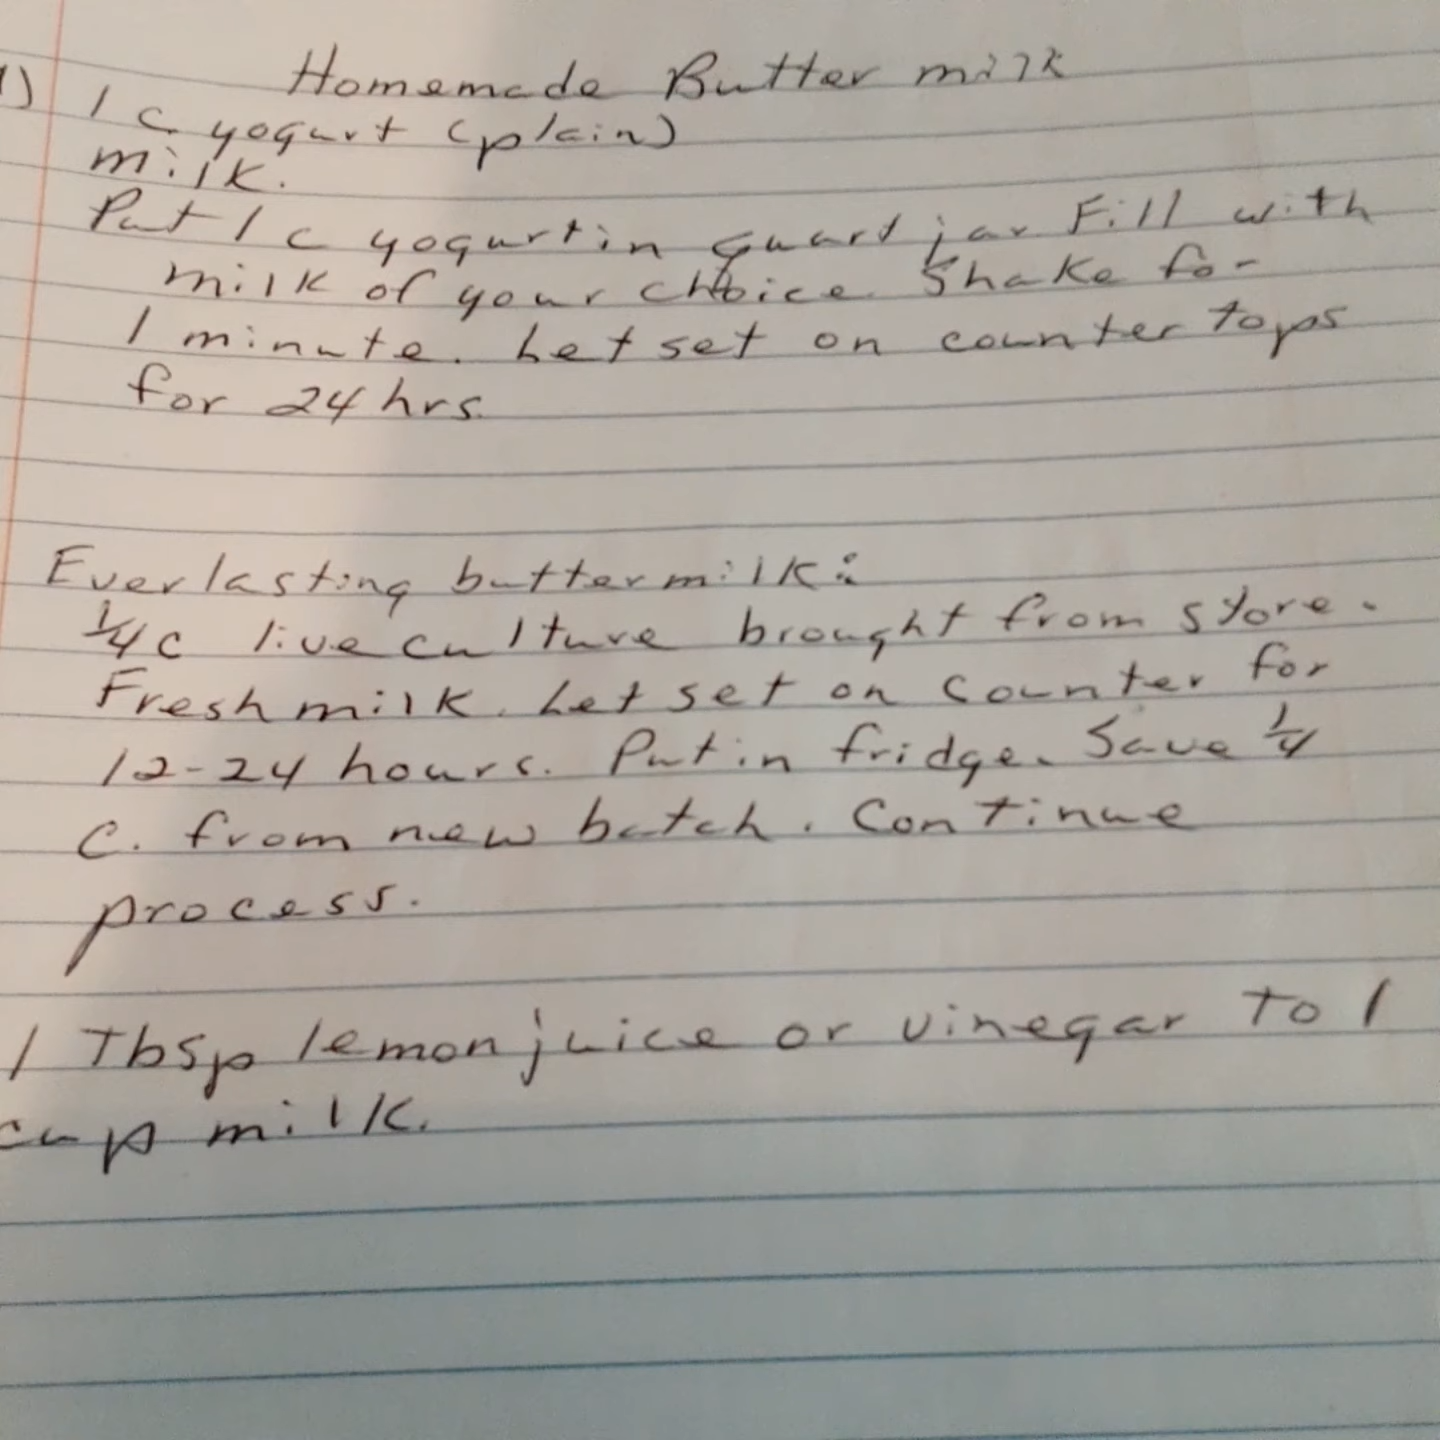 Homemade Butter milk
1) 1 c yogurt (plain)
milk.
Put 1 c yogurt in quart jar Fill with
milk of your choice. Shake for
1 minute. Let set on counter tops
for 24 hrs.
Everlasting buttermilk:
1/4 c live culture brought from store.
Fresh milk. Let set on counter for
12-24 hours. Put in fridge. Save 1/4
C. from new batch. Continue
process.
1 Tbsp lemon juice or vinegar To 1
cup milk.